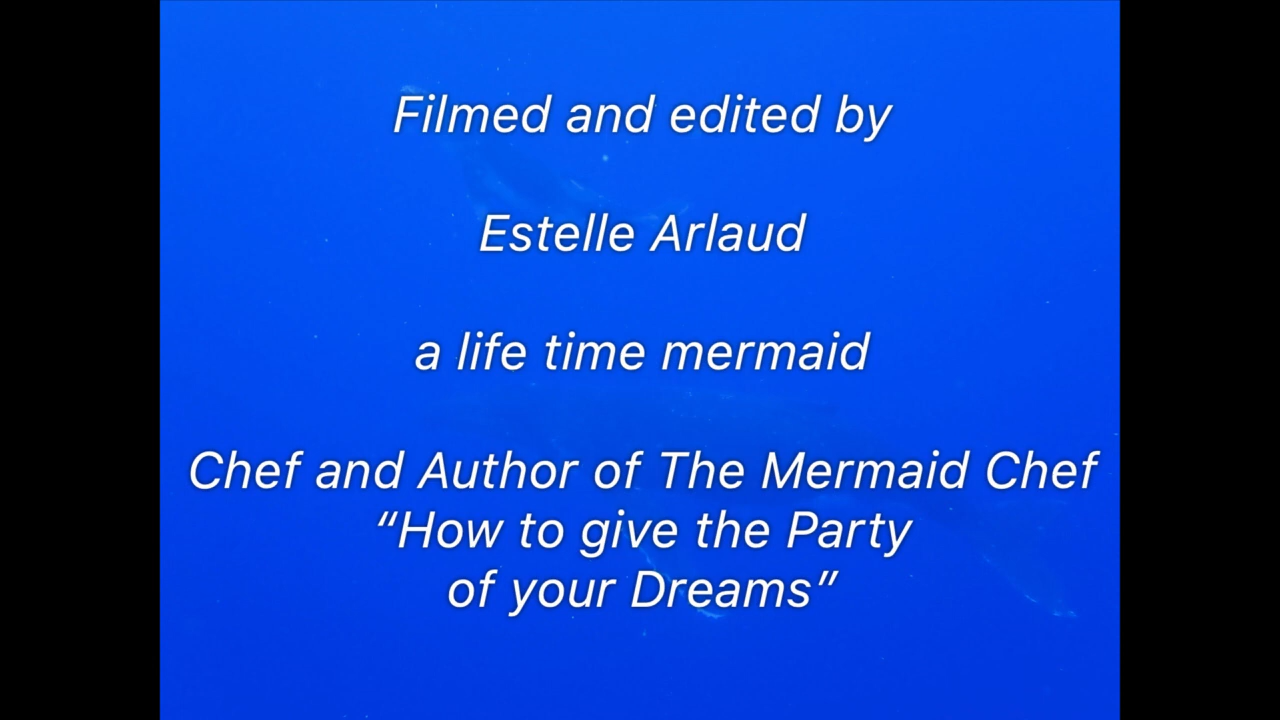 Filmed and edited by
Estelle Arlaud
a life time mermaid
Chef and Author of The Mermaid Chef
“How to give the Party
of your Dreams”